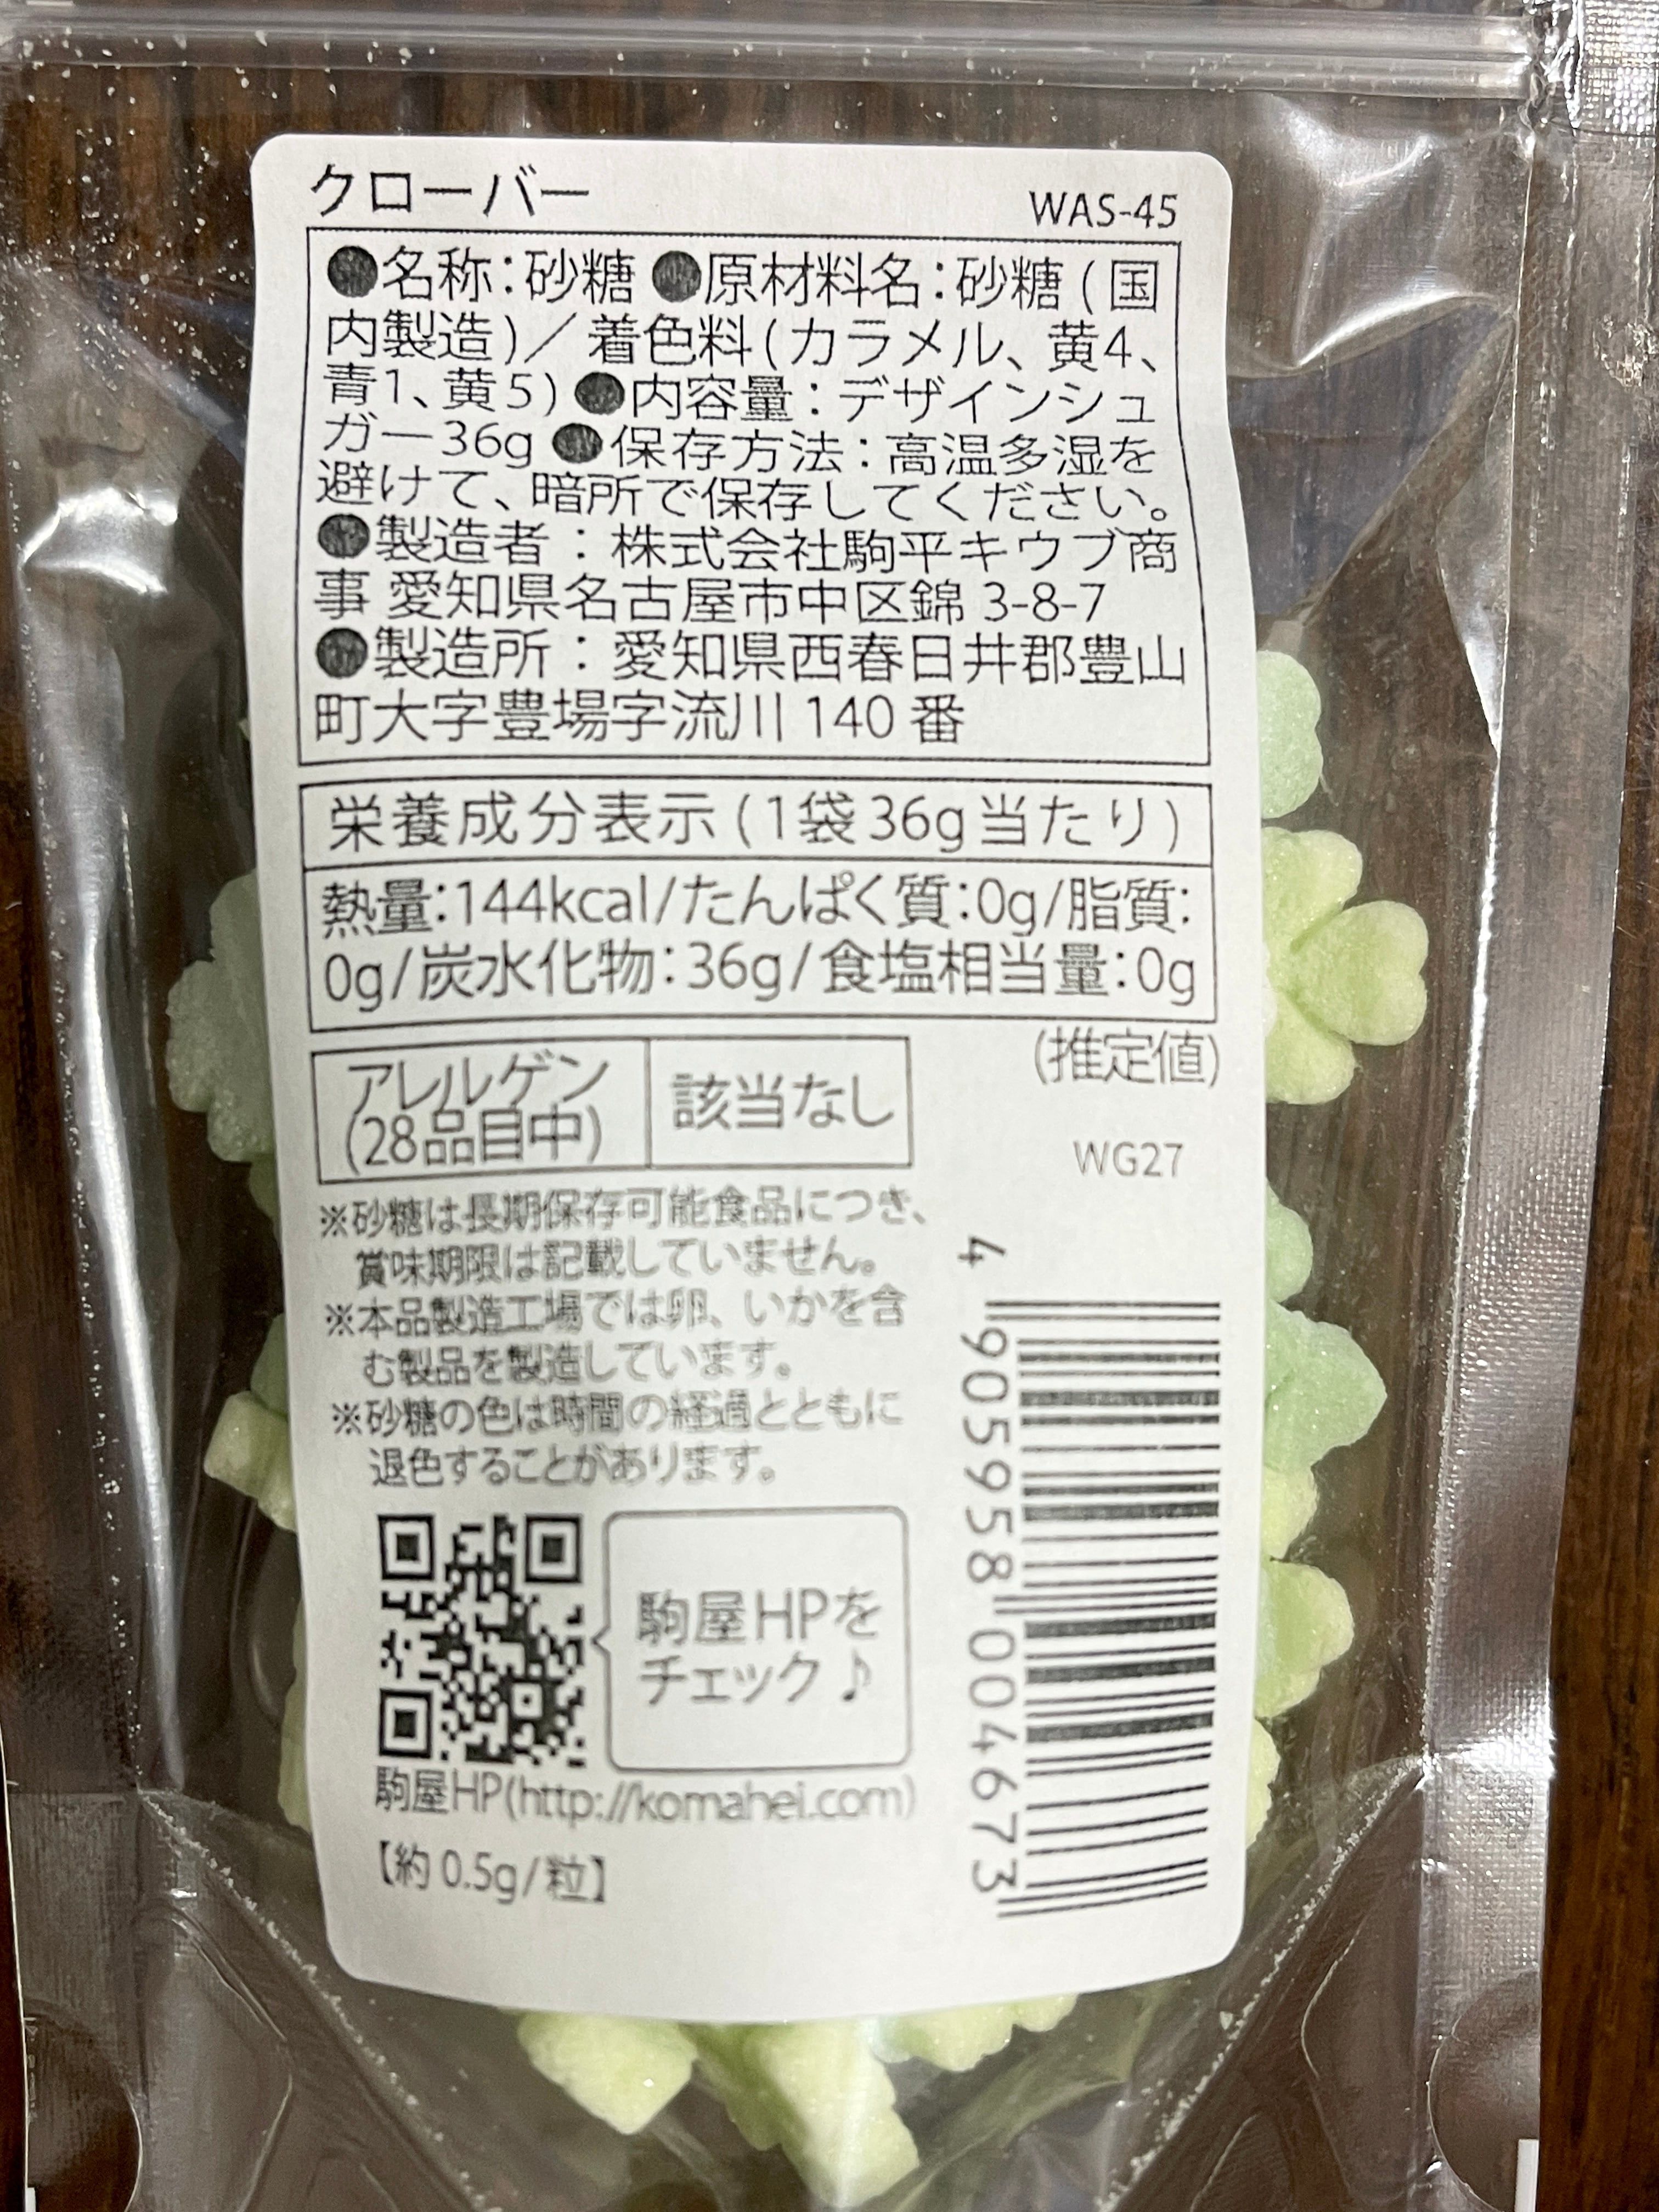 クローバー
WAS-45
●名称：砂糖 ●原材料名：砂糖（国
内製造）／着色料（カラメル、黄4、
青1、黄5）●内容量：デザインシュ
ガー36g ●保存方法：高温多湿を
避けて、暗所で保存してください。
●製造者：株式会社駒平キウブ商
事 愛知県名古屋市中区錦 3-8-7
●製造所：愛知県西春日井郡豊山
町大字豊場字流川 140 番
栄養成分表示（1袋36g当たり）
熱量：144kcal/たんぱく質：0g/脂質：
0g/炭水化物：36g/食塩相当量：0g
（推定値）
アレルゲン
（28品目中）
該当なし
WG27
※砂糖は長期保存可能食品につき、
賞味期限は記載していません。
※本品製造工場では卵、いかを含
む製品を製造しています。
※砂糖の色は時間の経過とともに
退色することがあります。
駒屋HPを
チェック♪
駒屋HP(http://komahei.com)
【約 0.5g/粒】
4 905958 004673